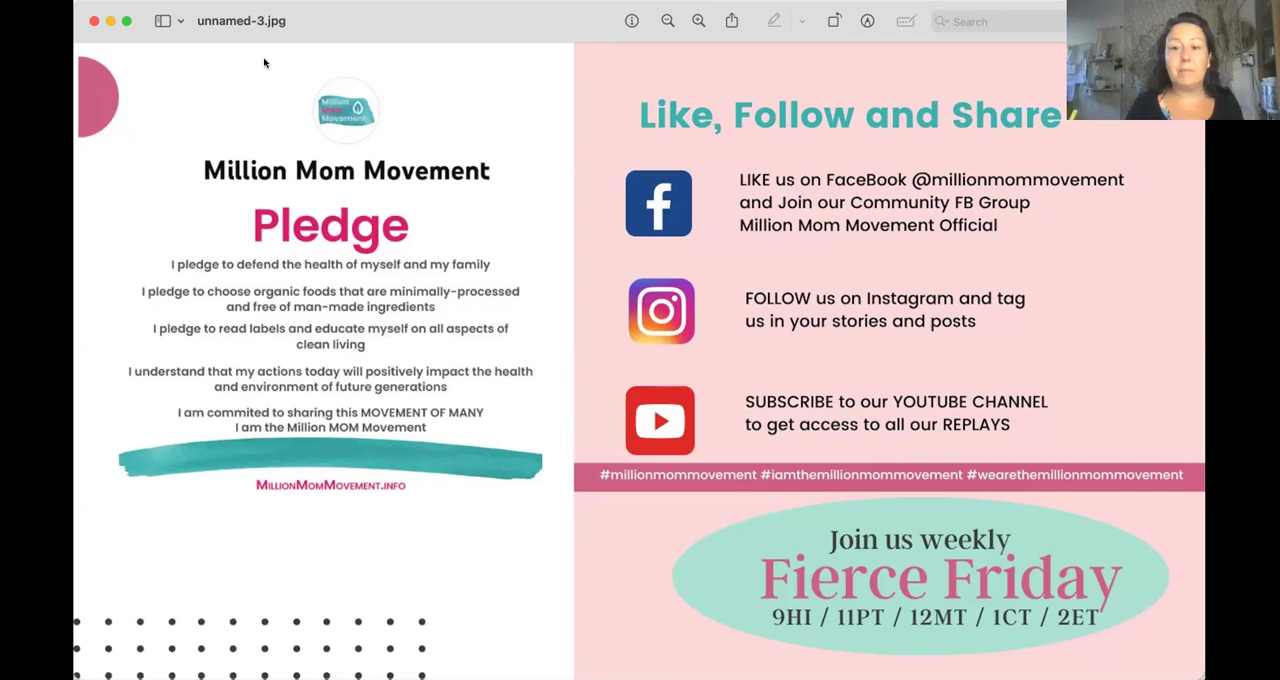 unnamed-3.jpg
Search
Million
Mom
Movement
Million Mom Movement
Pledge
I pledge to defend the health of myself and my family
I pledge to choose organic foods that are minimally-processed
and free of man-made ingredients
I pledge to read labels and educate myself on all aspects of
clean living
I understand that my actions today will positively impact the health
and environment of future generations
I am commited to sharing this MOVEMENT OF MANY
I am the Million MOM Movement
MillionMomMovement.info
Like, Follow and Share
LIKE us on FaceBook @millionmommovement
and Join our Community FB Group
Million Mom Movement Official
FOLLOW us on Instagram and tag
us in your stories and posts
SUBSCRIBE to our YOUTUBE CHANNEL
to get access to all our REPLAYS
#millionmommovement #iamthemillionmommovement #wearethemillionmommovement
Join us weekly
Fierce Friday
9HI / 11PT / 12MT / 1CT / 2ET